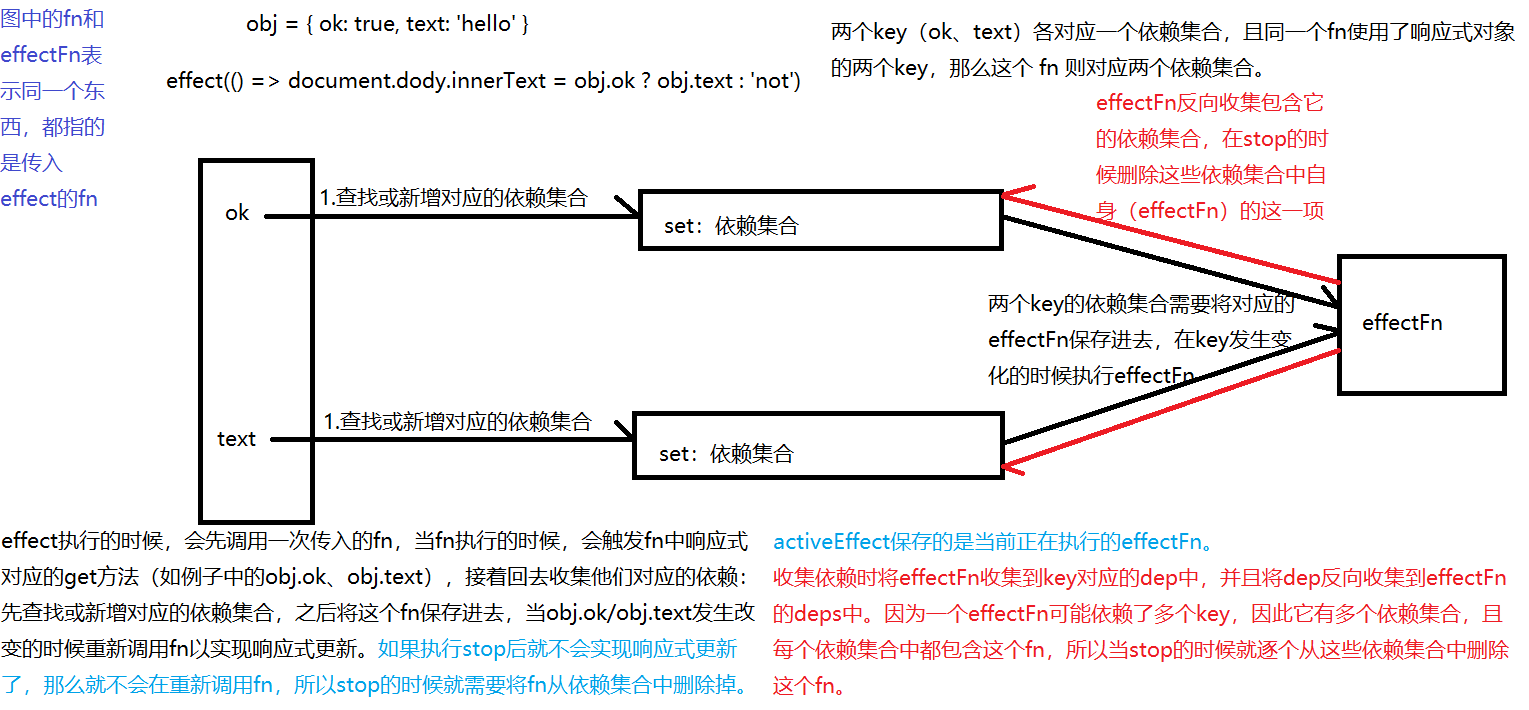 图中的fn和
effectFn表
示同一个东
西，都指的
是传入
effect的fn
obj = { ok: true, text: 'hello' }
effect(() => document.dody.innerText = obj.ok ? obj.text : 'not')
两个key（ok、text）各对应一个依赖集合，且同一个fn使用了响应式对象
的两个key，那么这个 fn 则对应两个依赖集合。
effectFn反向收集包含它
的依赖集合，在stop的时
候删除这些依赖集合中自
身（effectFn）的这一项
ok
1.查找或新增对应的依赖集合
set：依赖集合
两个key的依赖集合需要将对应的
effectFn保存进去，在key发生变
化的时候执行effectFn
effectFn
text
1.查找或新增对应的依赖集合
set：依赖集合
effect执行的时候，会先调用一次传入的fn，当fn执行的时候，会触发fn中响应式
对应的get方法（如例子中的obj.ok、obj.text），接着回去收集他们对应的依赖：
先查找或新增对应的依赖集合，之后将这个fn保存进去，当obj.ok/obj.text发生改
变的时候重新调用fn以实现响应式更新。如果执行stop后就不会实现响应式更新
了，那么就不会在重新调用fn，所以stop的时候就需要将fn从依赖集合中删除掉。
activeEffect保存的是当前正在执行的effectFn。
收集依赖时将effectFn收集到key对应的dep中，并且将dep反向收集到effectFn
的deps中。因为一个effectFn可能依赖了多个key，因此它有多个依赖集合，且
每个依赖集合中都包含这个fn，所以当stop的时候就逐个从这些依赖集合中删除
这个fn。